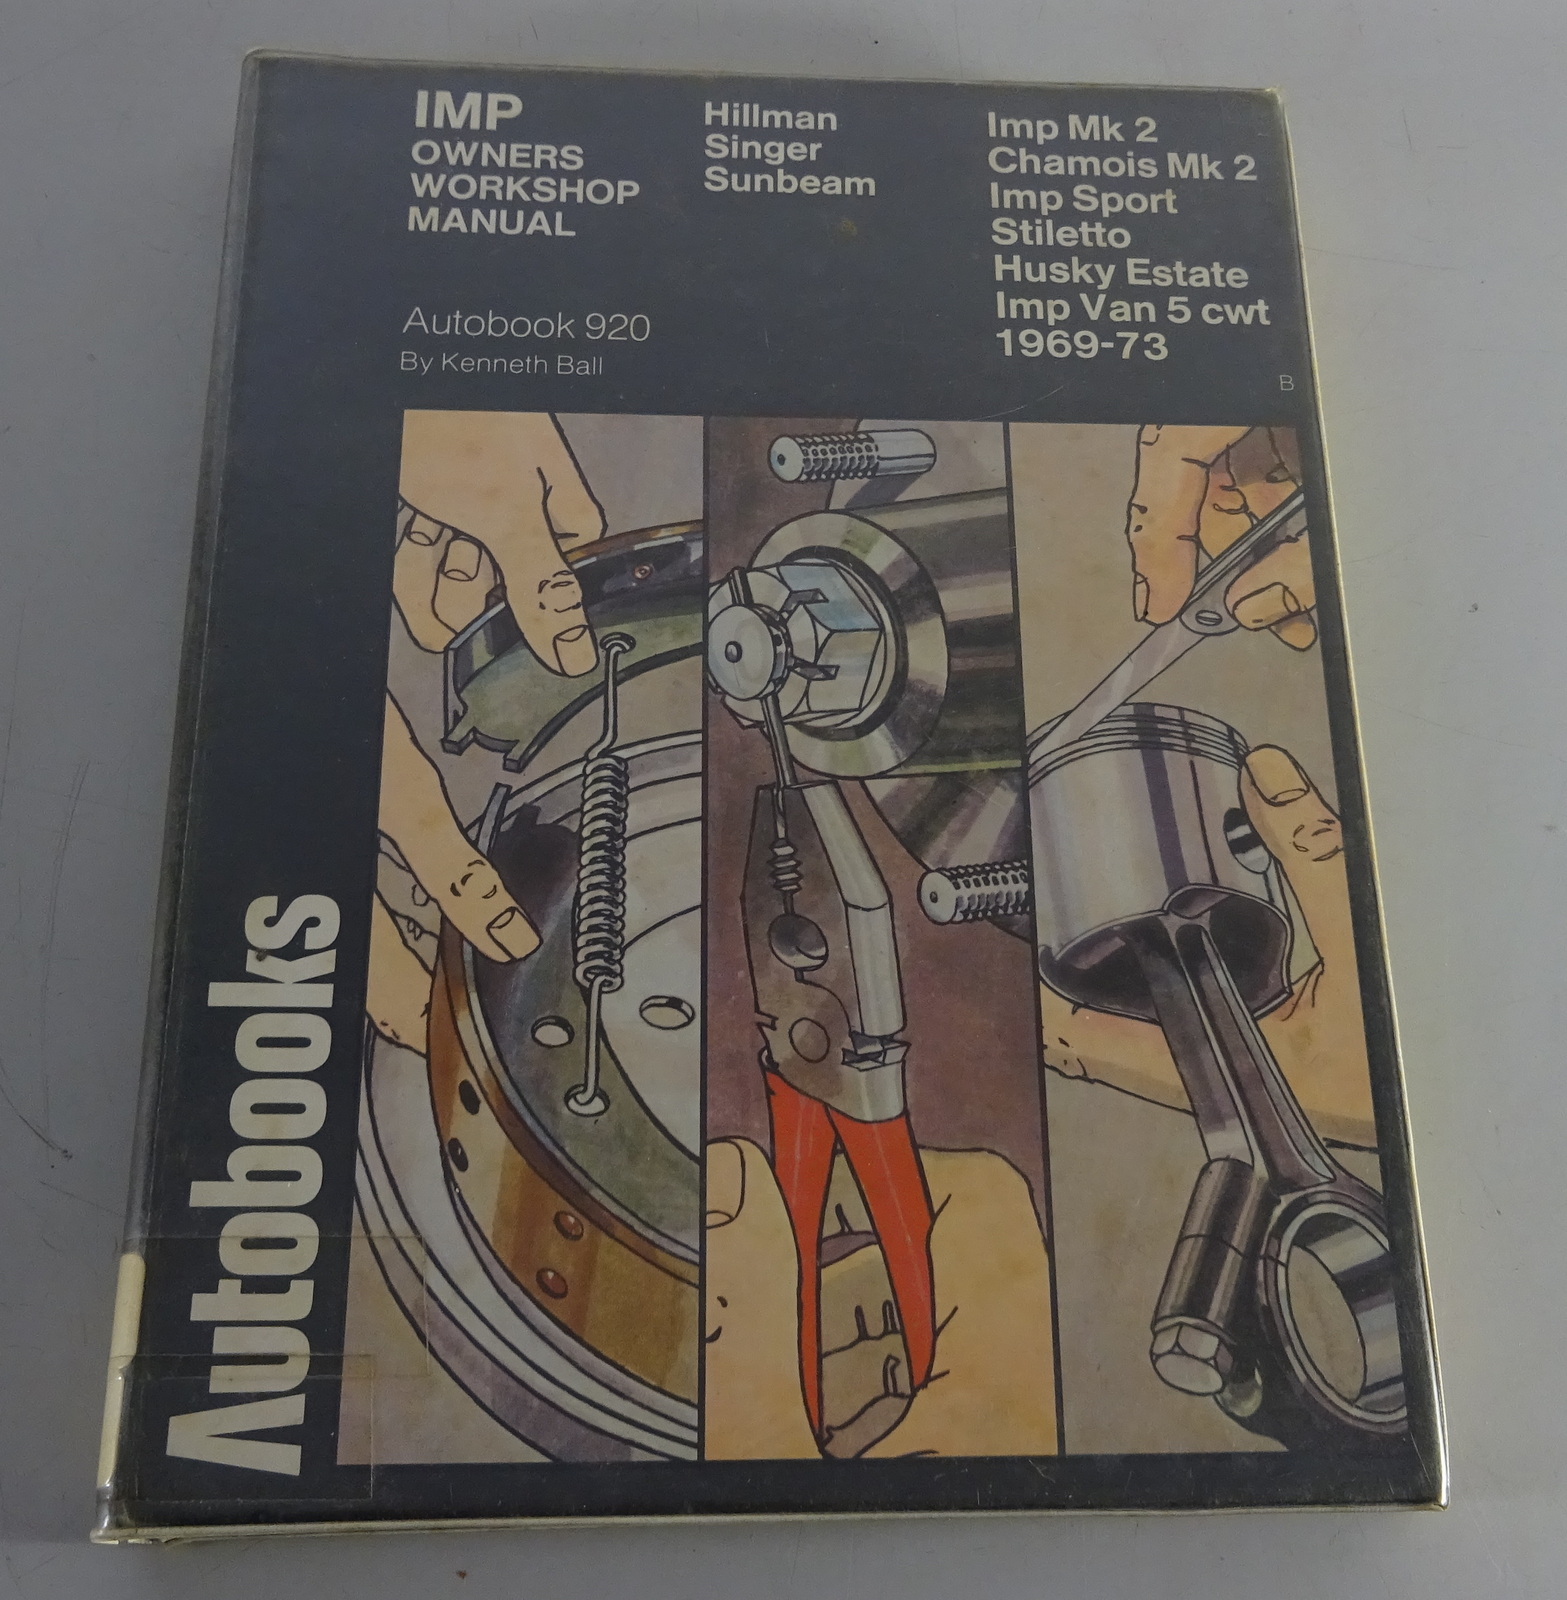 IMP
OWNERS
WORKSHOP
MANUAL
Autobook 920
By Kenneth Ball
Hillman
Singer
Sunbeam
Imp Mk 2
Chamois Mk 2
Imp Sport
Stiletto
Husky Estate
Imp Van 5 cwt
1969-73
B
Autobooks